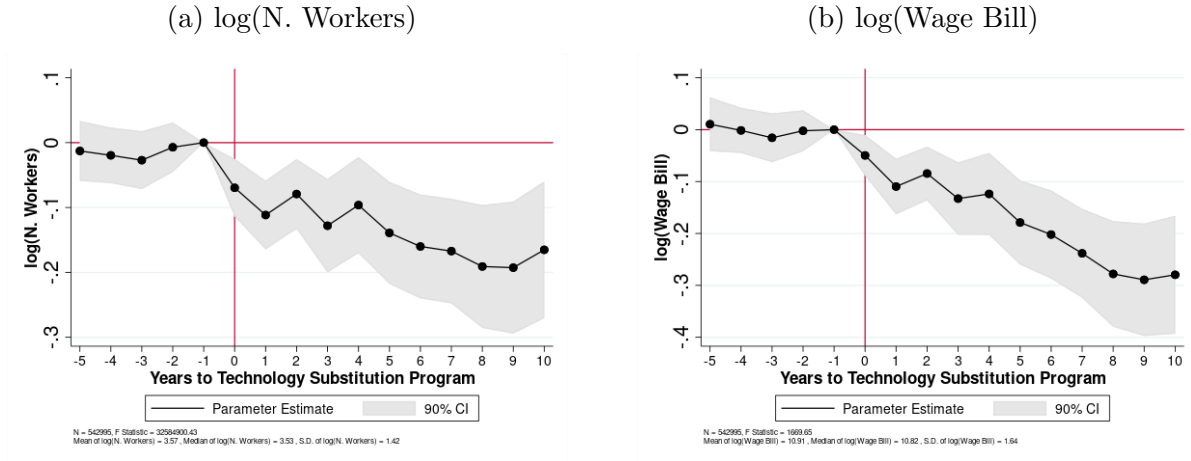 (a) log(N. Workers)
.1
0
-.1
-.2
-.3
log(N. Workers)
-5 -4 -3 -2 -1 0 1 2 3 4 5 6 7 8 9 10
Years to Technology Substitution Program
Parameter Estimate 90% CI
N = 542995, F Statistic = 32584900.43
Mean of log(N. Workers) = 3.57 , Median of log(N. Workers) = 3.53 , S.D. of log(N. Workers) = 1.42
(b) log(Wage Bill)
.1
0
-.1
-.2
-.3
-.4
log(Wage Bill)
-5 -4 -3 -2 -1 0 1 2 3 4 5 6 7 8 9 10
Years to Technology Substitution Program
Parameter Estimate 90% CI
N = 542995, F Statistic = 1669.65
Mean of log(Wage Bill) = 10.91 , Median of log(Wage Bill) = 10.82 , S.D. of log(Wage Bill) = 1.64